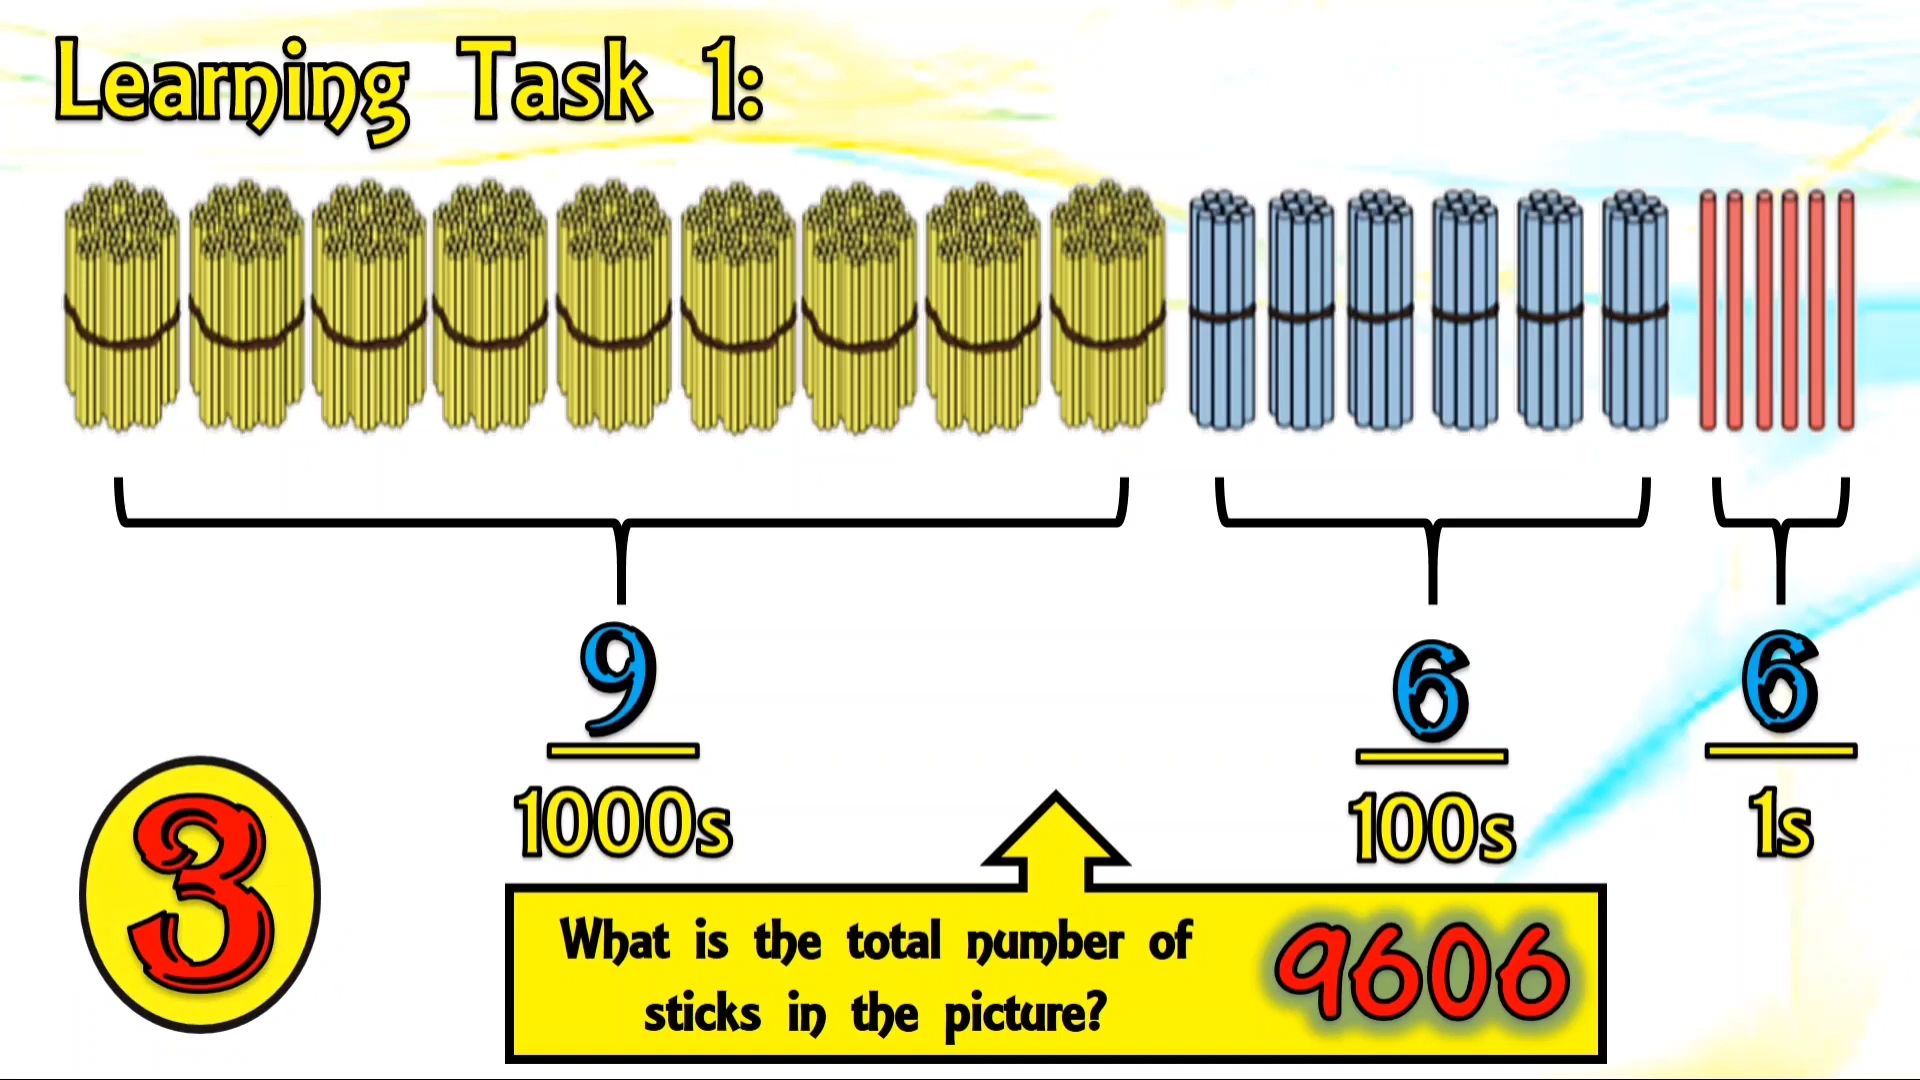 Learning Task 1:
9
6
6
1000s
100s
1s
3
What is the total number of
sticks in the picture?
9606